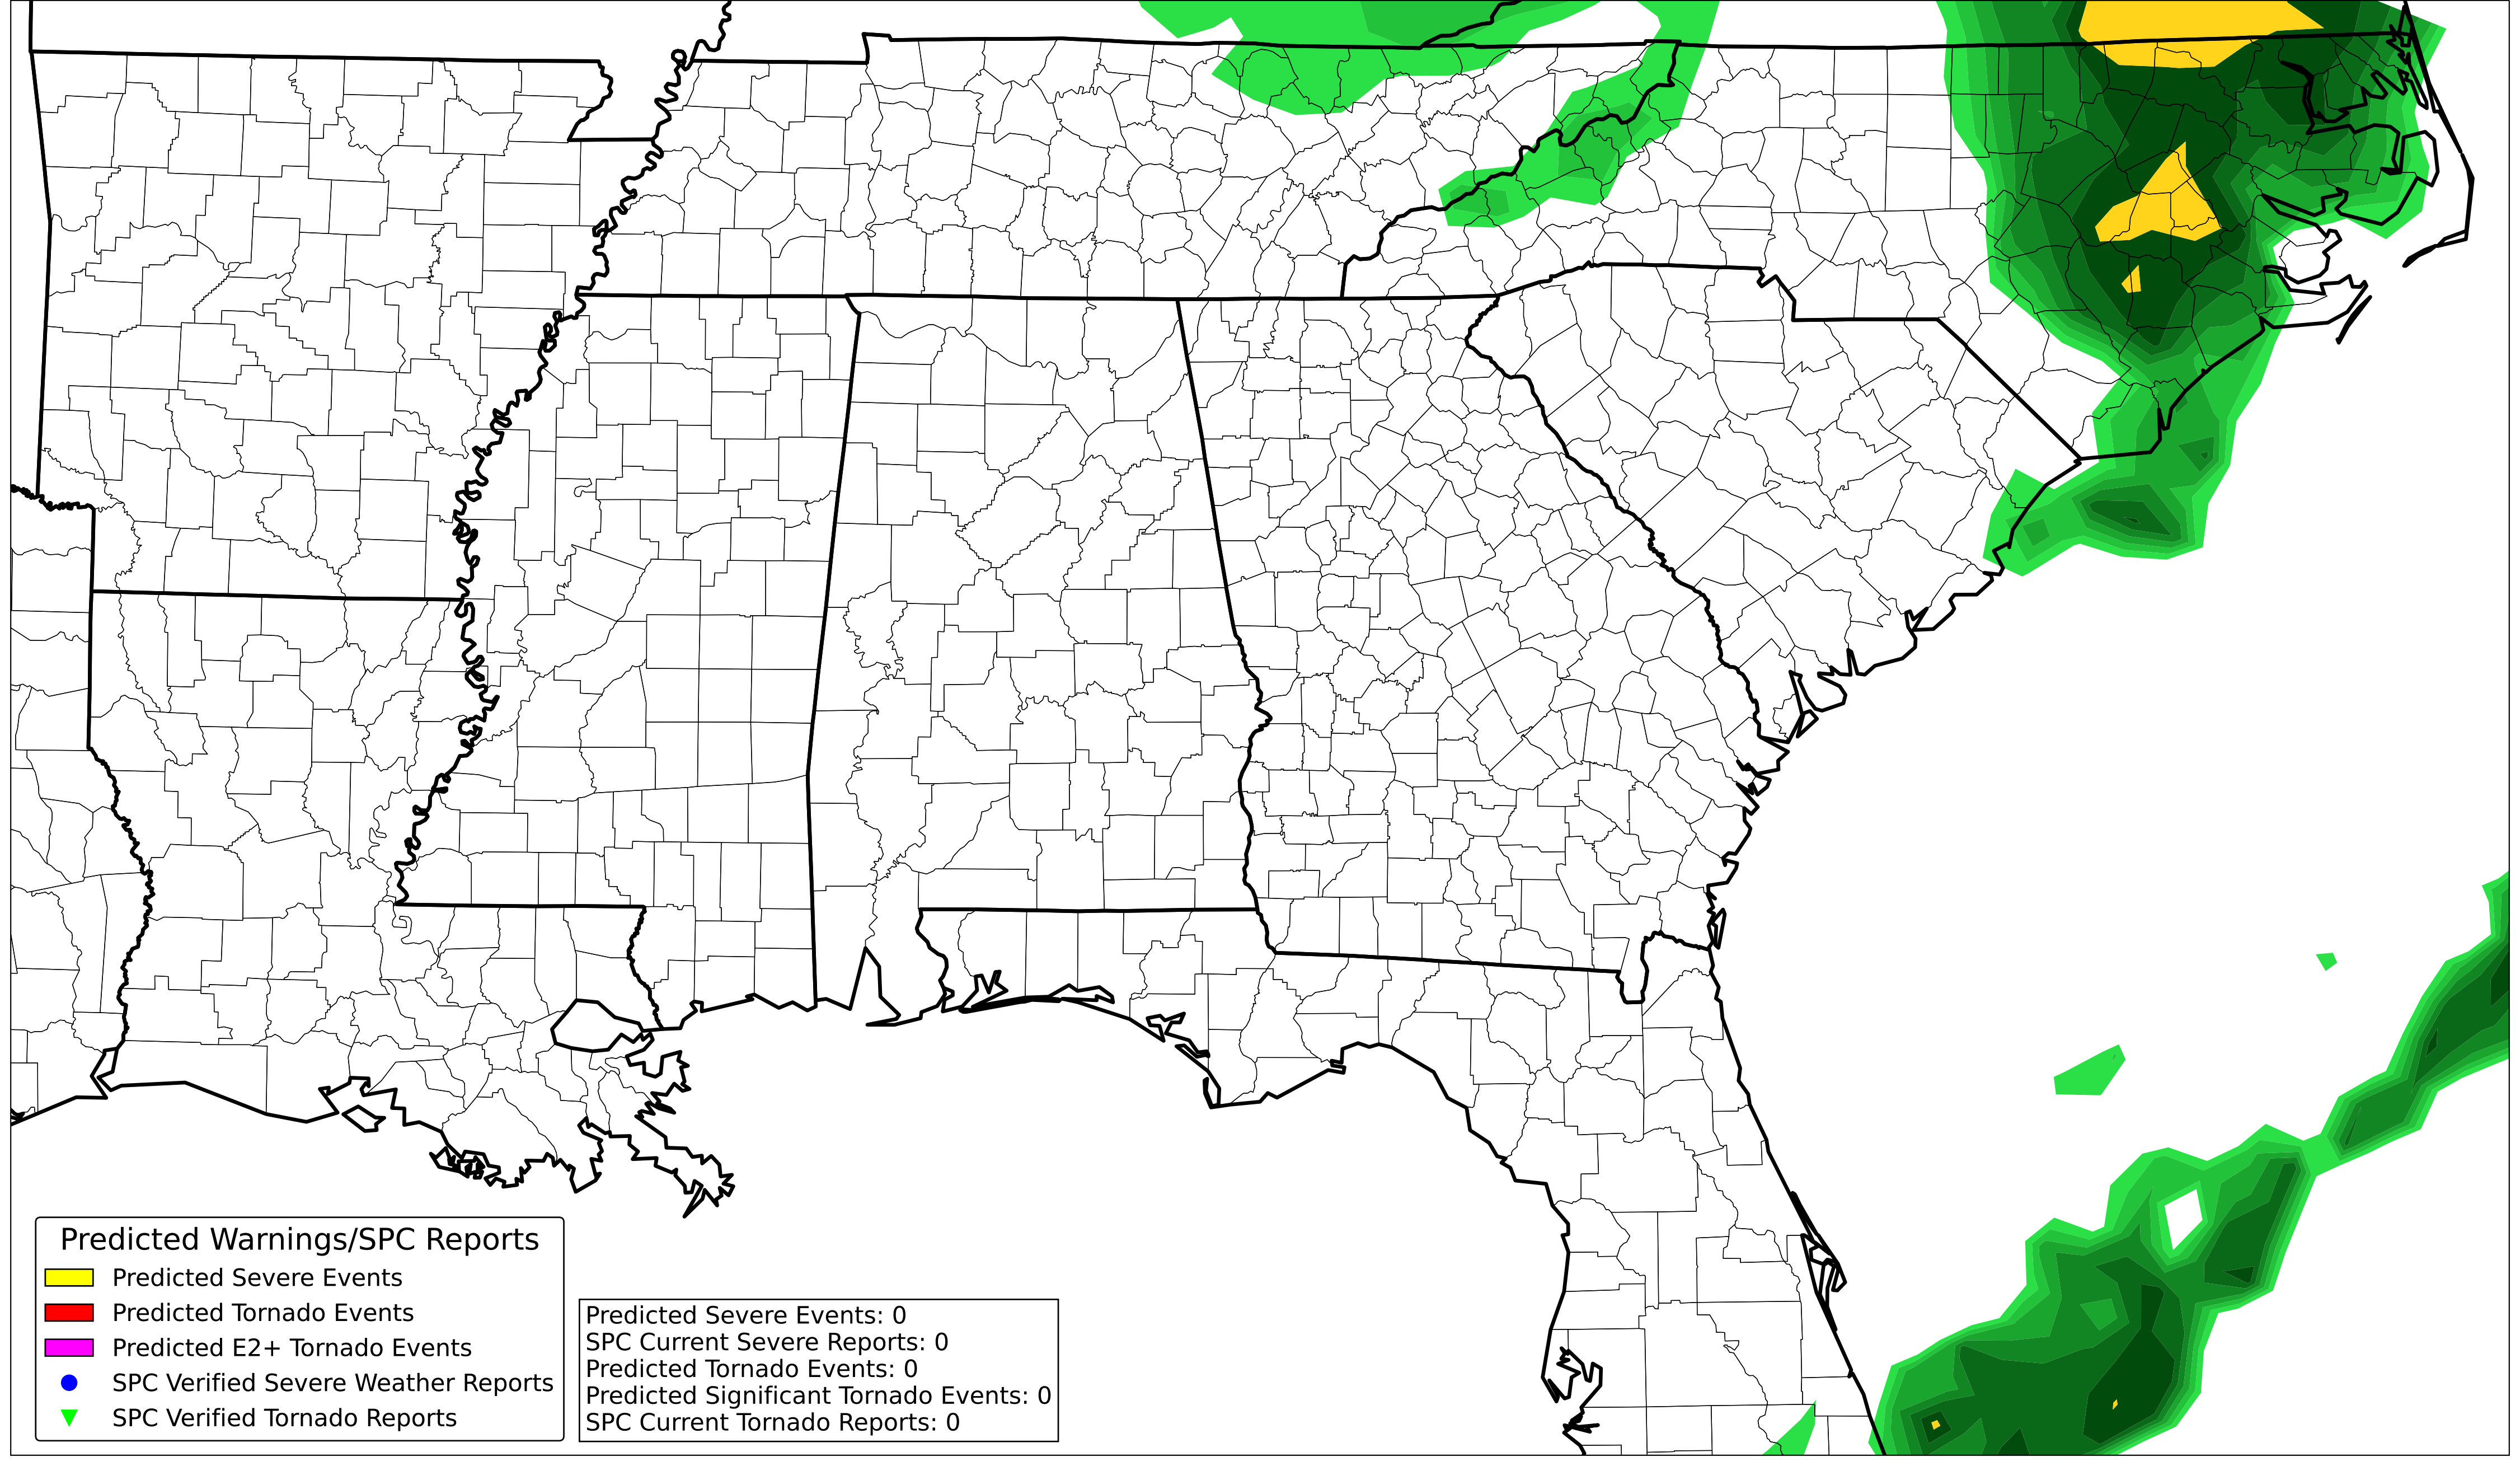 Predicted Warnings/SPC Reports
Predicted Severe Events
Predicted Tornado Events
Predicted E2+ Tornado Events
SPC Verified Severe Weather Reports
SPC Verified Tornado Reports
Predicted Severe Events: 0
SPC Current Severe Reports: 0
Predicted Tornado Events: 0
Predicted Significant Tornado Events: 0
SPC Current Tornado Reports: 0